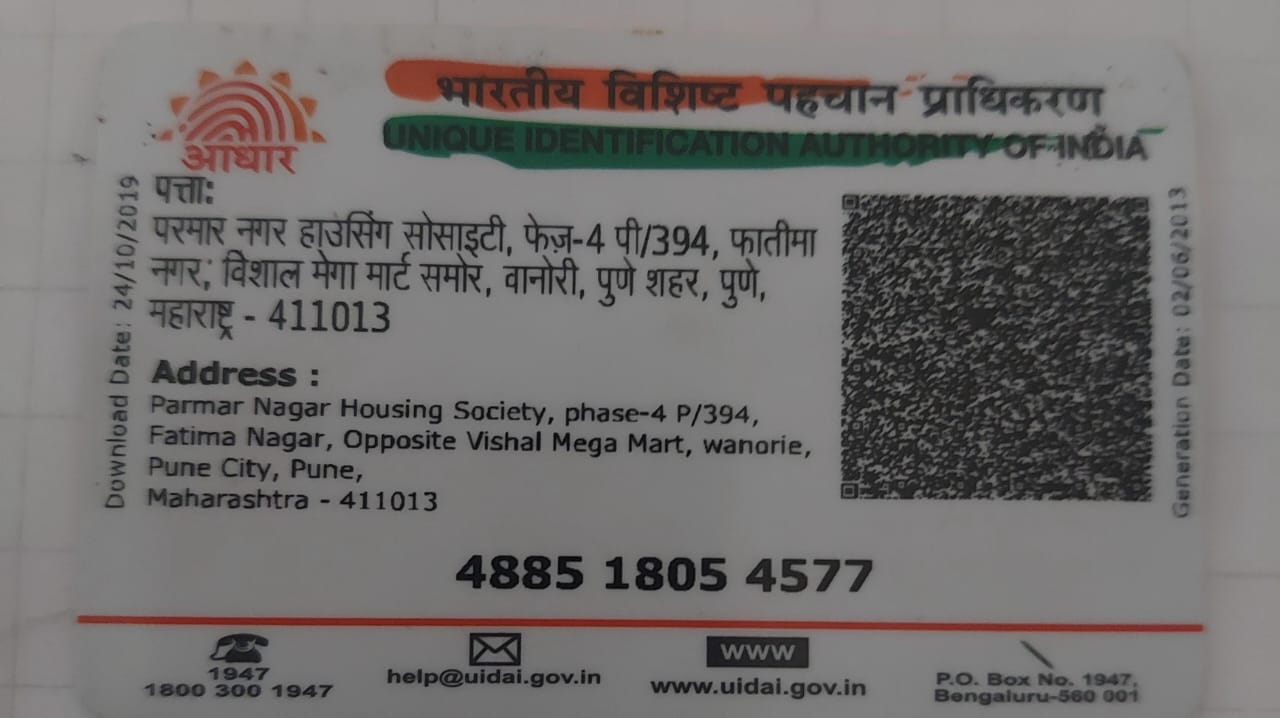 भारतीय विशिष्ट पहचान प्राधिकरण
UNIQUE IDENTIFICATION AUTHORITY OF INDIA
आधार
Download Date: 24/10/2019
पत्ता:
परमार नगर हाउसिंग सोसाइटी, फेज़-4 पी/394, फातीमा
नगर, विशाल मेगा मार्ट समोर, वानोरी, पुणे शहर, पुणे,
महाराष्ट्र - 411013
Address :
Parmar Nagar Housing Society, phase-4 P/394,
Fatima Nagar, Opposite Vishal Mega Mart, wanorie,
Pune City, Pune,
Maharashtra - 411013
Generation Date: 02/06/2013
4885 1805 4577
1947
1800 300 1947
help@uidai.gov.in
www
www.uidai.gov.in
P.O. Box No. 1947,
Bengaluru-560 001